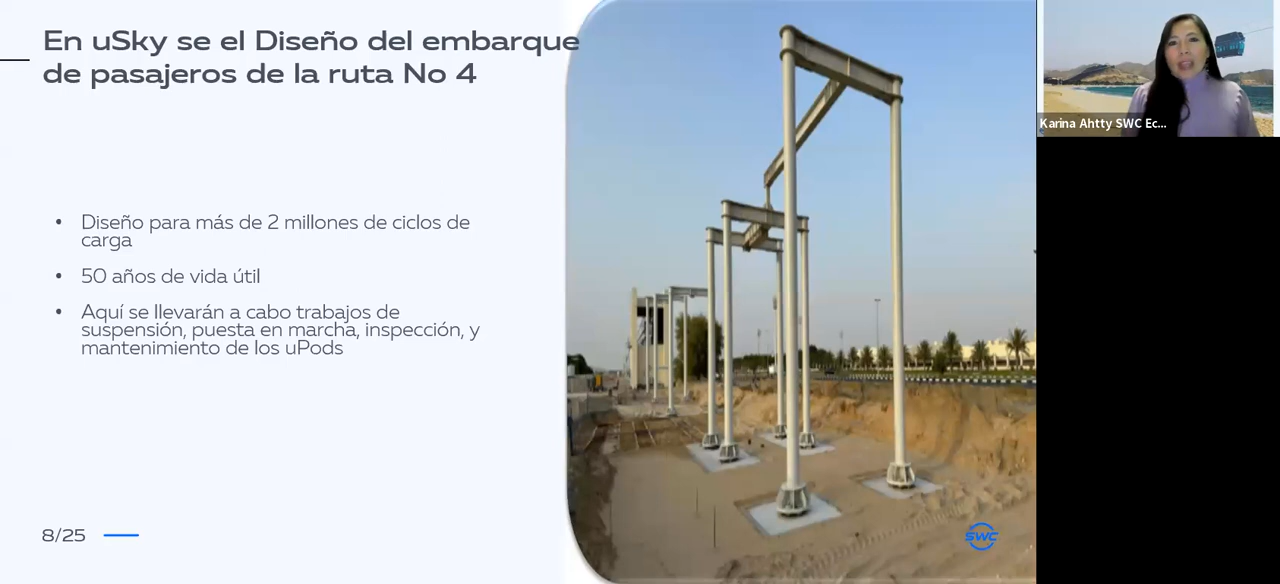 En uSky se el Diseño del embarque
de pasajeros de la ruta No 4
• Diseño para más de 2 millones de ciclos de
carga
• 50 años de vida útil
• Aquí se llevarán a cabo trabajos de
suspensión, puesta en marcha, inspección, y
mantenimiento de los uPods
8/25
SWC
Karina Ahtty SWC Ec...